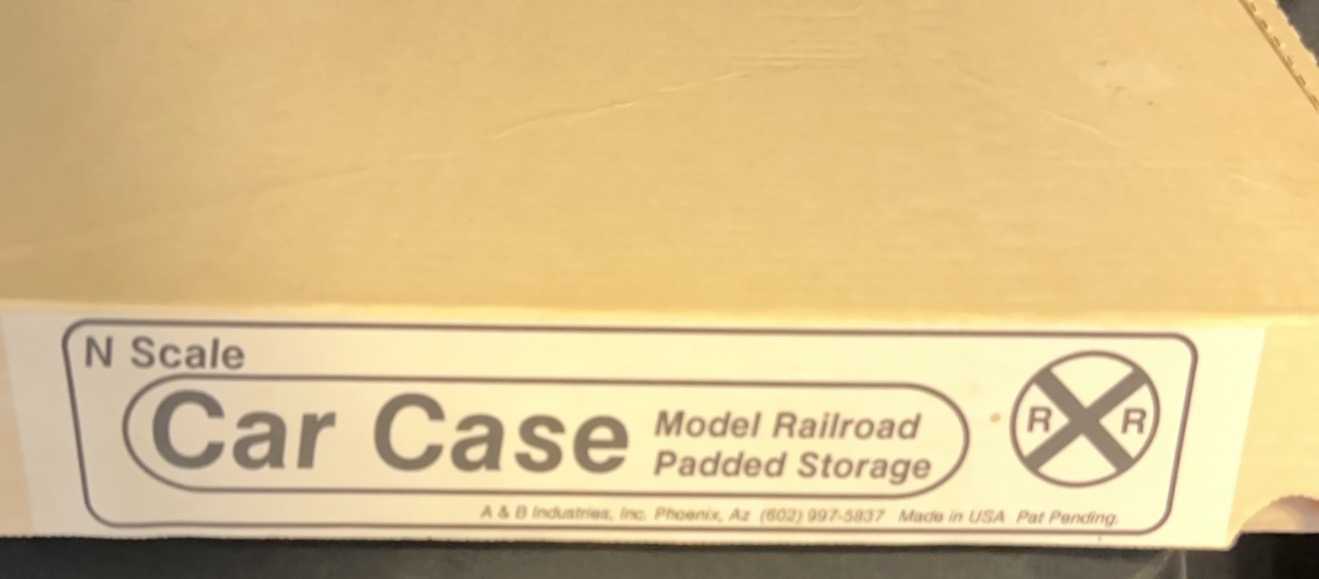 N Scale
Car Case
Model Railroad
Padded Storage
R R
A & B Industries, Inc. Phoenix, Az (602) 997-5837 Made in USA Pat Pending.